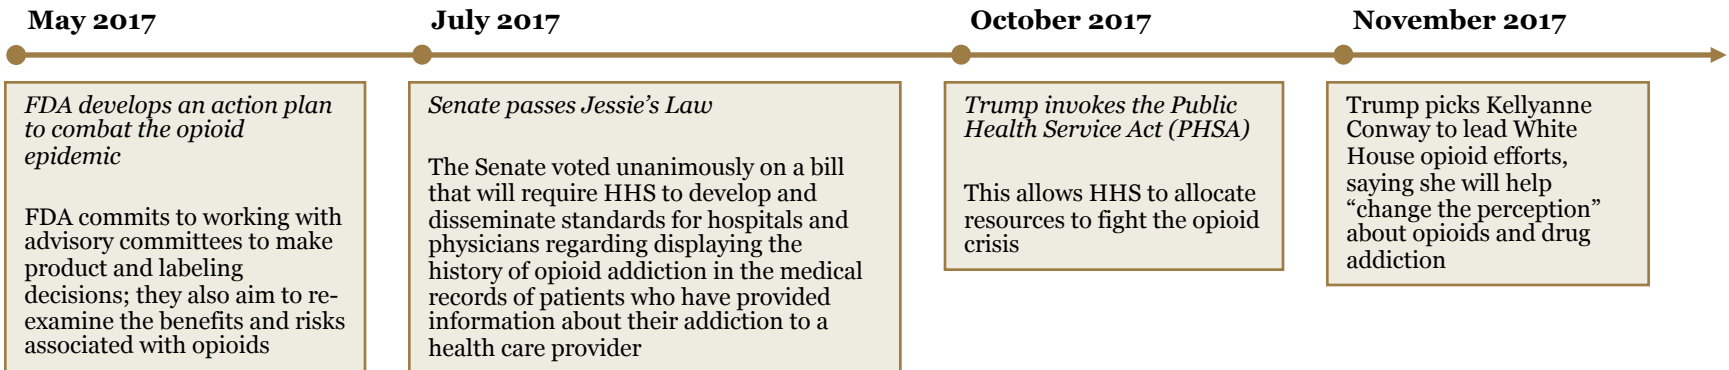 May 2017
FDA develops an action plan
to combat the opioid
epidemic
FDA commits to working with
advisory committees to make
product and labeling
decisions; they also aim to re-
examine the benefits and risks
associated with opioids
July 2017
Senate passes Jessie’s Law
The Senate voted unanimously on a bill
that will require HHS to develop and
disseminate standards for hospitals and
physicians regarding displaying the
history of opioid addiction in the medical
records of patients who have provided
information about their addiction to a
health care provider
October 2017
Trump invokes the Public
Health Service Act (PHSA)
This allows HHS to allocate
resources to fight the opioid
crisis
November 2017
Trump picks Kellyanne
Conway to lead White
House opioid efforts,
saying she will help
“change the perception”
about opioids and drug
addiction